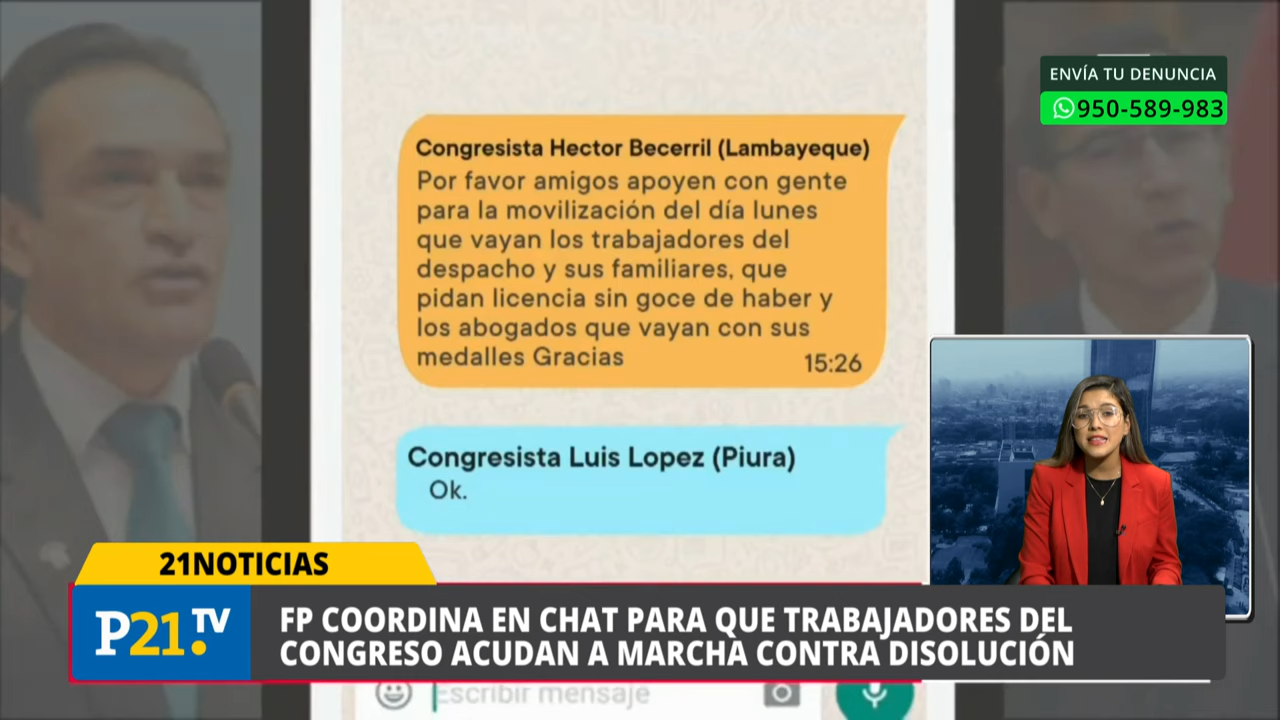 ENVÍA TU DENUNCIA
950-589-983
Congresista Hector Becerril (Lambayeque)
Por favor amigos apoyen con gente
para la movilización del día lunes
que vayan los trabajadores del
despacho y sus familiares, que
pidan licencia sin goce de haber y
los abogados que vayan con sus
medalles Gracias
15:26
Congresista Luis Lopez (Piura)
Ok.
21NOTICIAS
P21.TV
FP COORDINA EN CHAT PARA QUE TRABAJADORES DEL
CONGRESO ACUDAN A MARCHA CONTRA DISOLUCIÓN
Escribir mensaje